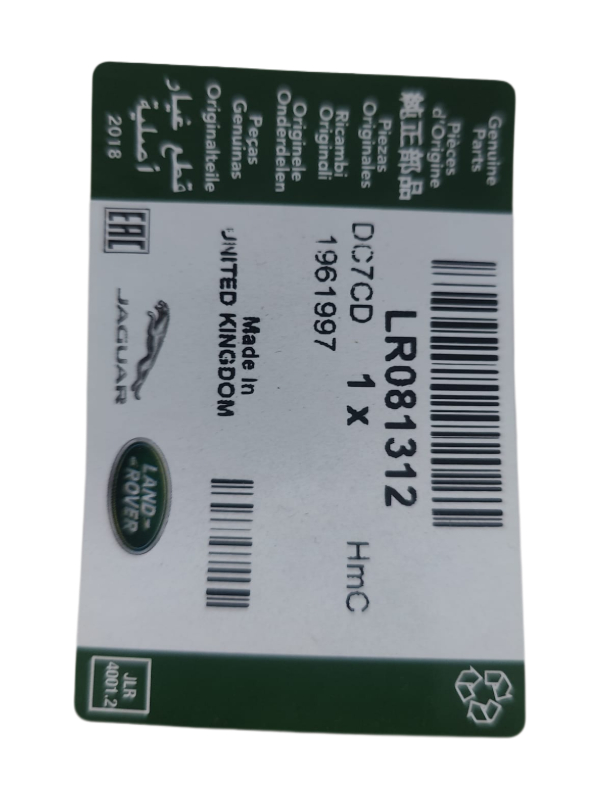 Genuine
Parts
Pièces
d'Origine
純正部品
Piezas
Originales
Ricambi
Originali
Originele
Onderdelen
Peças
Genuinas
Originalteile
قطع غيار
أصلية
2018
LR081312
DC7CD 1 x HmC
1961997
Made in
UNITED KINGDOM
EAC
JAGUAR
LAND
ROVER
JLR
4001.2